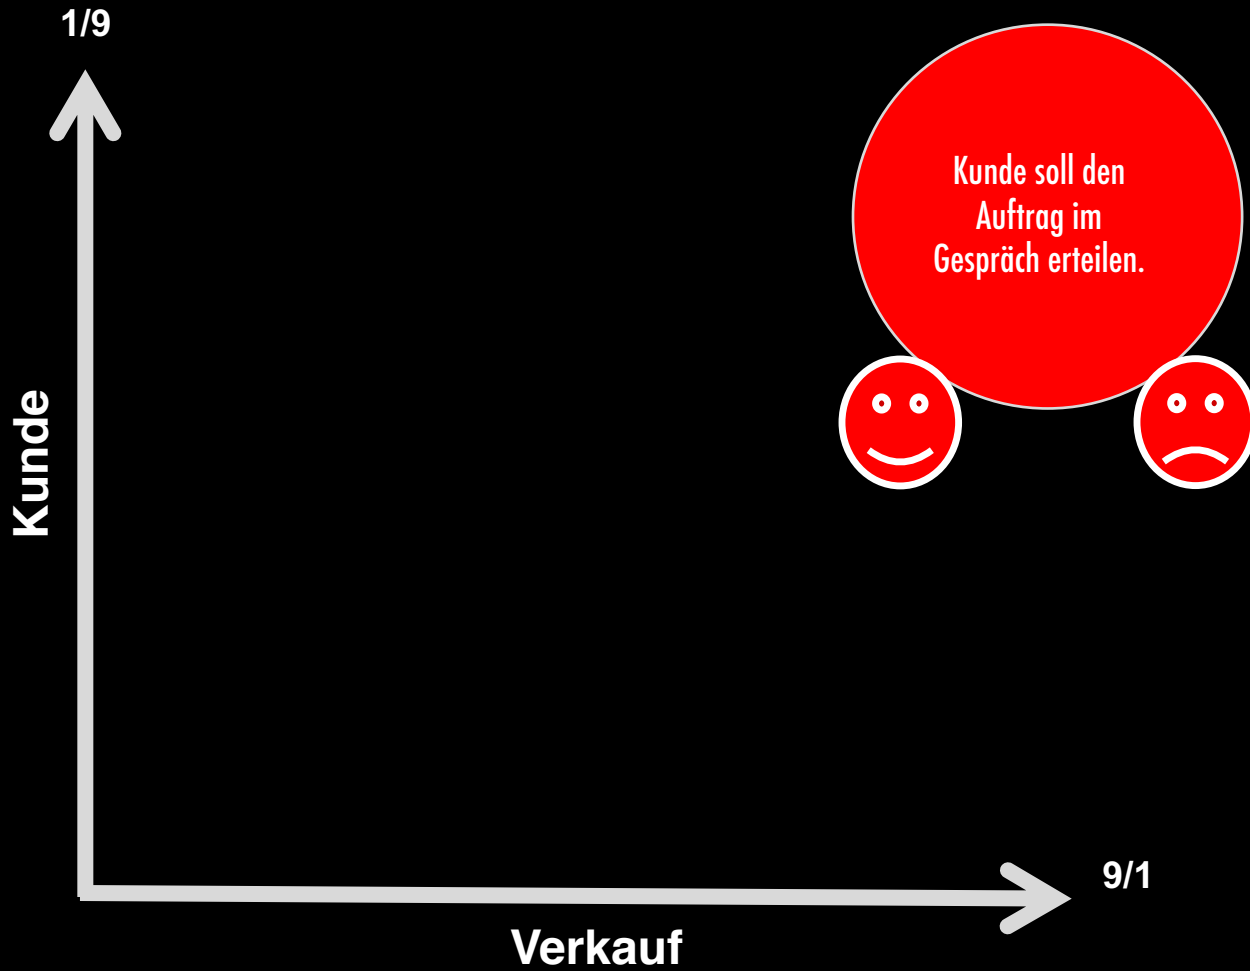 1/9
Kunde soll den
Auftrag im
Gespräch erteilen.
Kunde
9/1
Verkauf